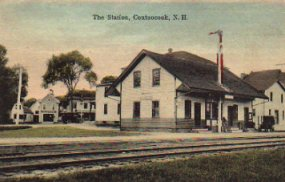 The Station, Contoocook, N. H.